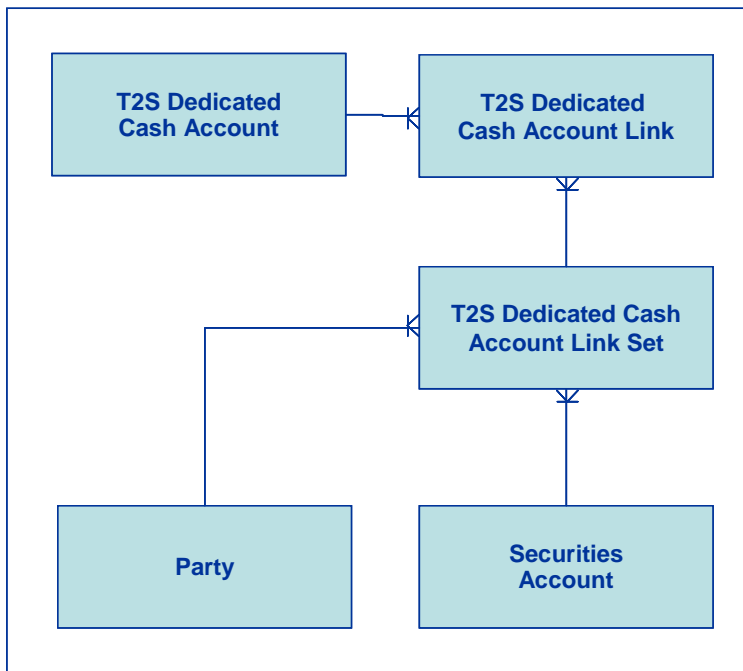 T2S Dedicated
Cash Account
T2S Dedicated
Cash Account Link
T2S Dedicated Cash
Account Link Set
Party
Securities
Account